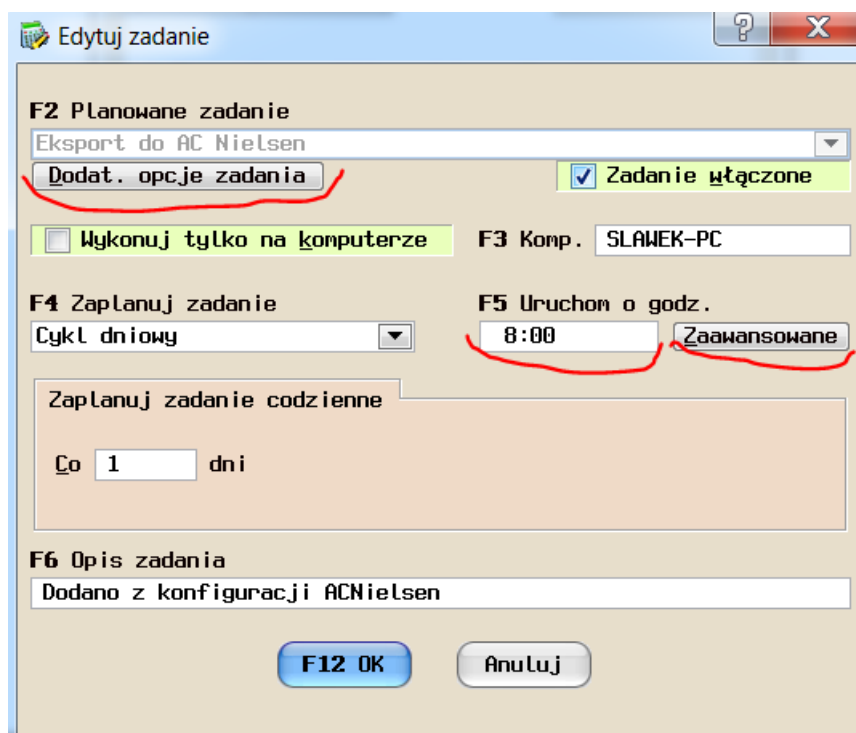 Edytuj zadanie
F2 Planowane zadanie
Eksport do AC Nielsen
Dodat. opcje zadania
Zadanie włączone
Wykonuj tylko na komputerze
F3 Komp. SLAWEK-PC
F4 Zaplanuj zadanie
F5 Uruchom o godz.
Cykl dniowy
8:00
Zaawansowane
Zaplanuj zadanie codzienne
Co 1 dni
F6 Opis zadania
Dodano z konfiguracji ACNielsen
F12 OK
Anuluj